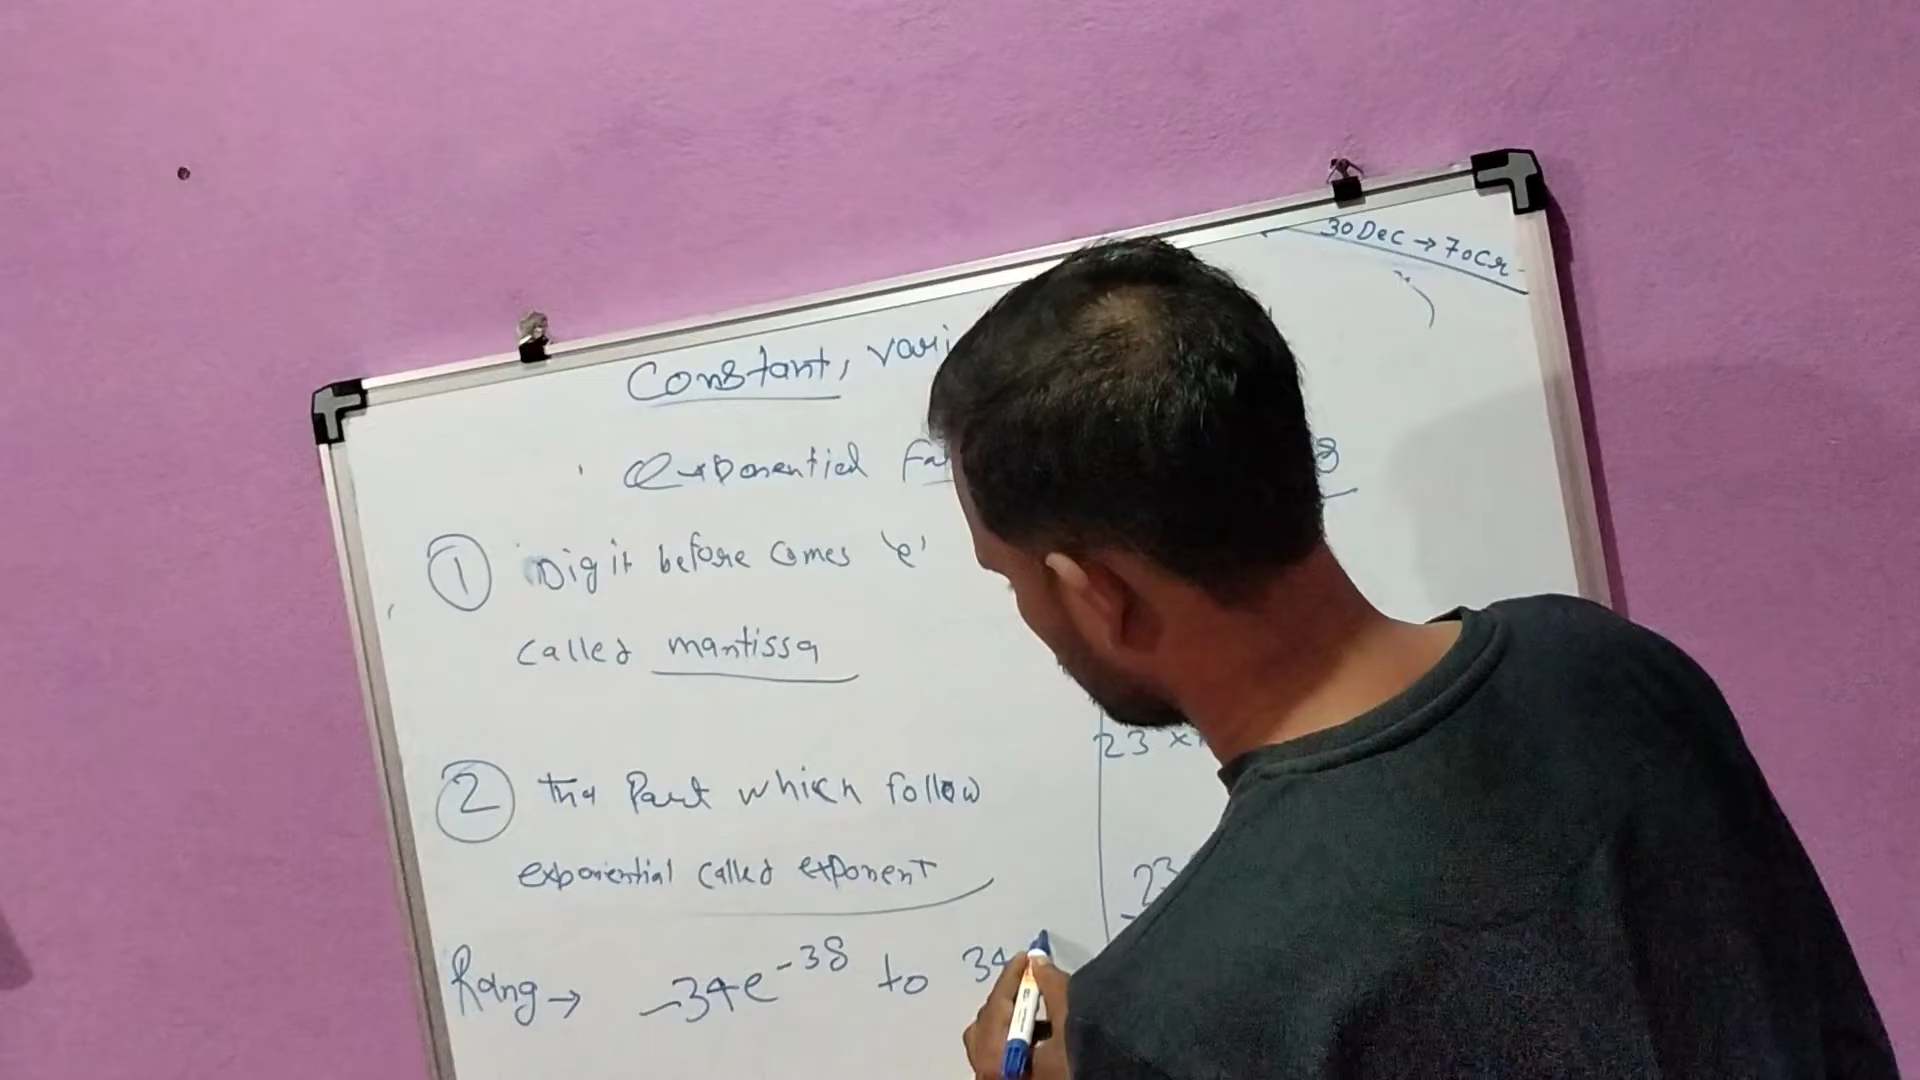 30 Dec → 70Cr
Constant, vari
exponential fa
① Digit before comes 'e'
called mantissa
23 ×
② the Part which follow
23
exponential called exponent
Rang → -34e-38 to 34